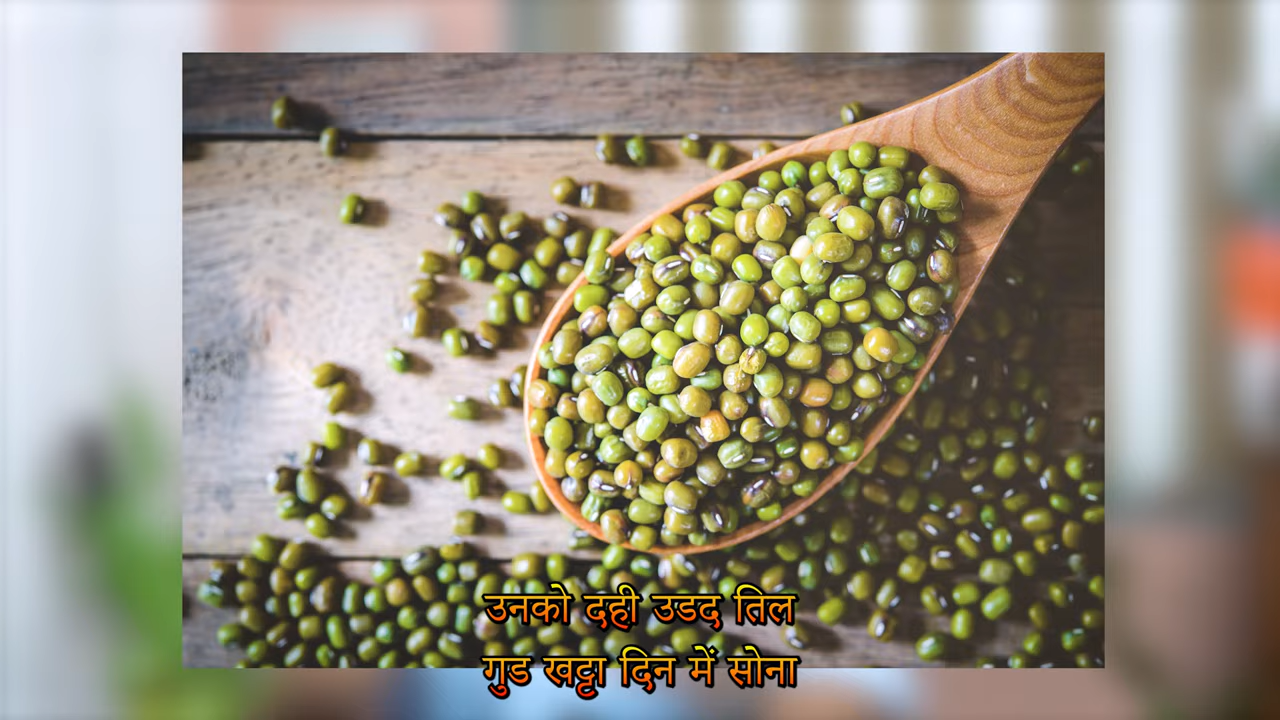 उनको दही उडद तिल
गुड खट्टा दिन में सोना